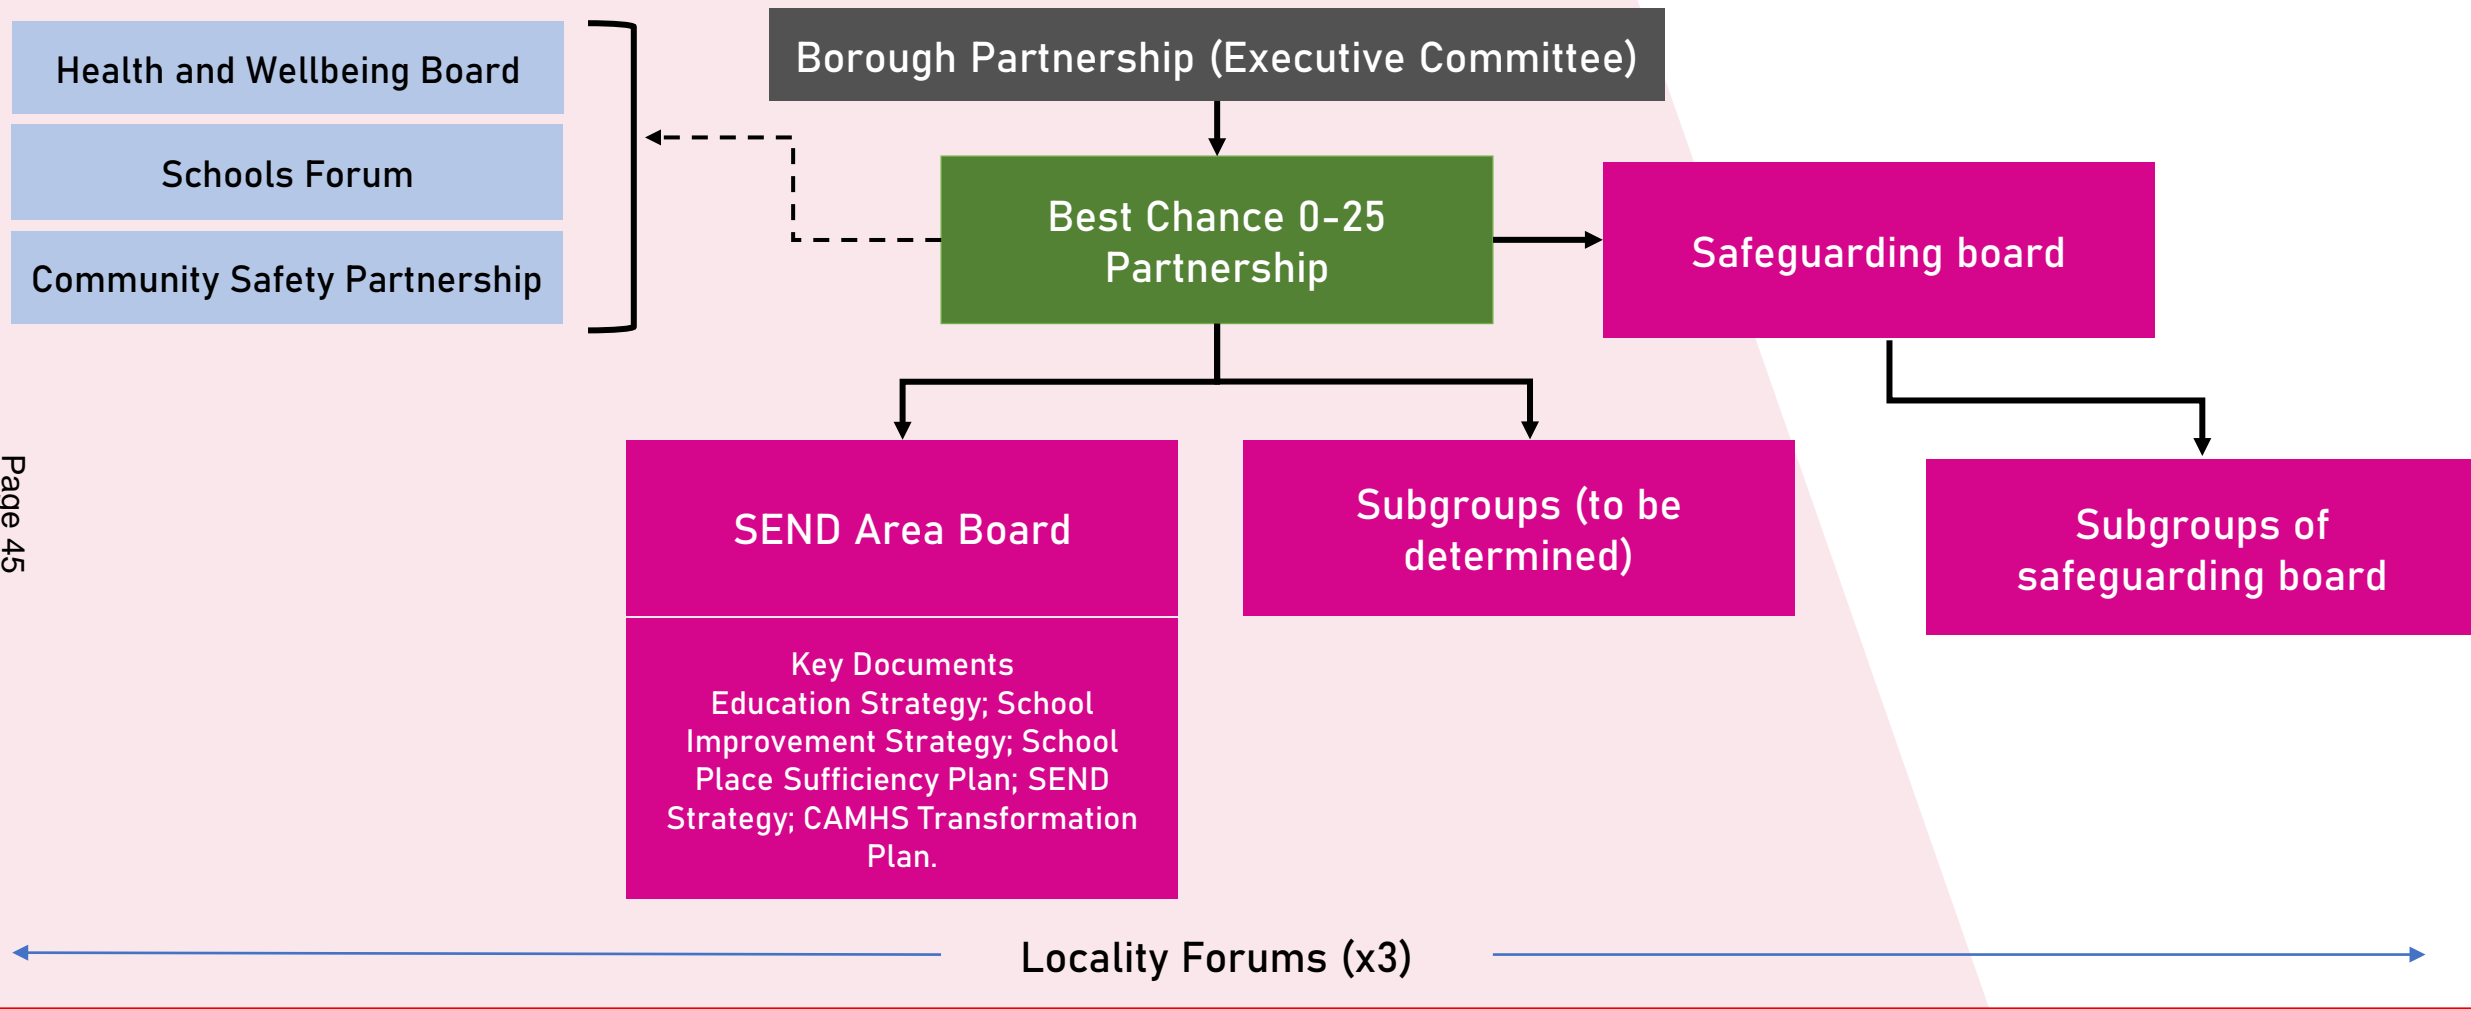 Health and Wellbeing Board
Schools Forum
Community Safety Partnership
Borough Partnership (Executive Committee)
Best Chance 0-25
Partnership
Safeguarding board
SEND Area Board
Key Documents
Education Strategy; School
Improvement Strategy; School
Place Sufficiency Plan; SEND
Strategy; CAMHS Transformation
Plan.
Subgroups (to be
determined)
Subgroups of
safeguarding board
Locality Forums (x3)
Page 45